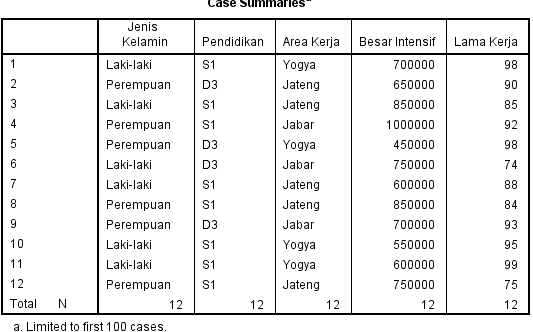 Case Summaries a
Jenis Kelamin Pendidikan Area Kerja Besar Intensif Lama Kerja
1 Laki-laki S1 Yogya 700000 98
2 Perempuan D3 Jateng 650000 90
3 Laki-laki S1 Jateng 850000 85
4 Perempuan S1 Jabar 1000000 92
5 Perempuan D3 Yogya 450000 98
6 Laki-laki D3 Jabar 750000 74
7 Laki-laki S1 Jateng 600000 88
8 Perempuan S1 Jateng 850000 84
9 Perempuan D3 Jabar 700000 93
10 Laki-laki S1 Yogya 550000 95
11 Laki-laki S1 Yogya 600000 99
12 Perempuan S1 Jateng 750000 75
Total N 12 12 12 12 12
a. Limited to first 100 cases.